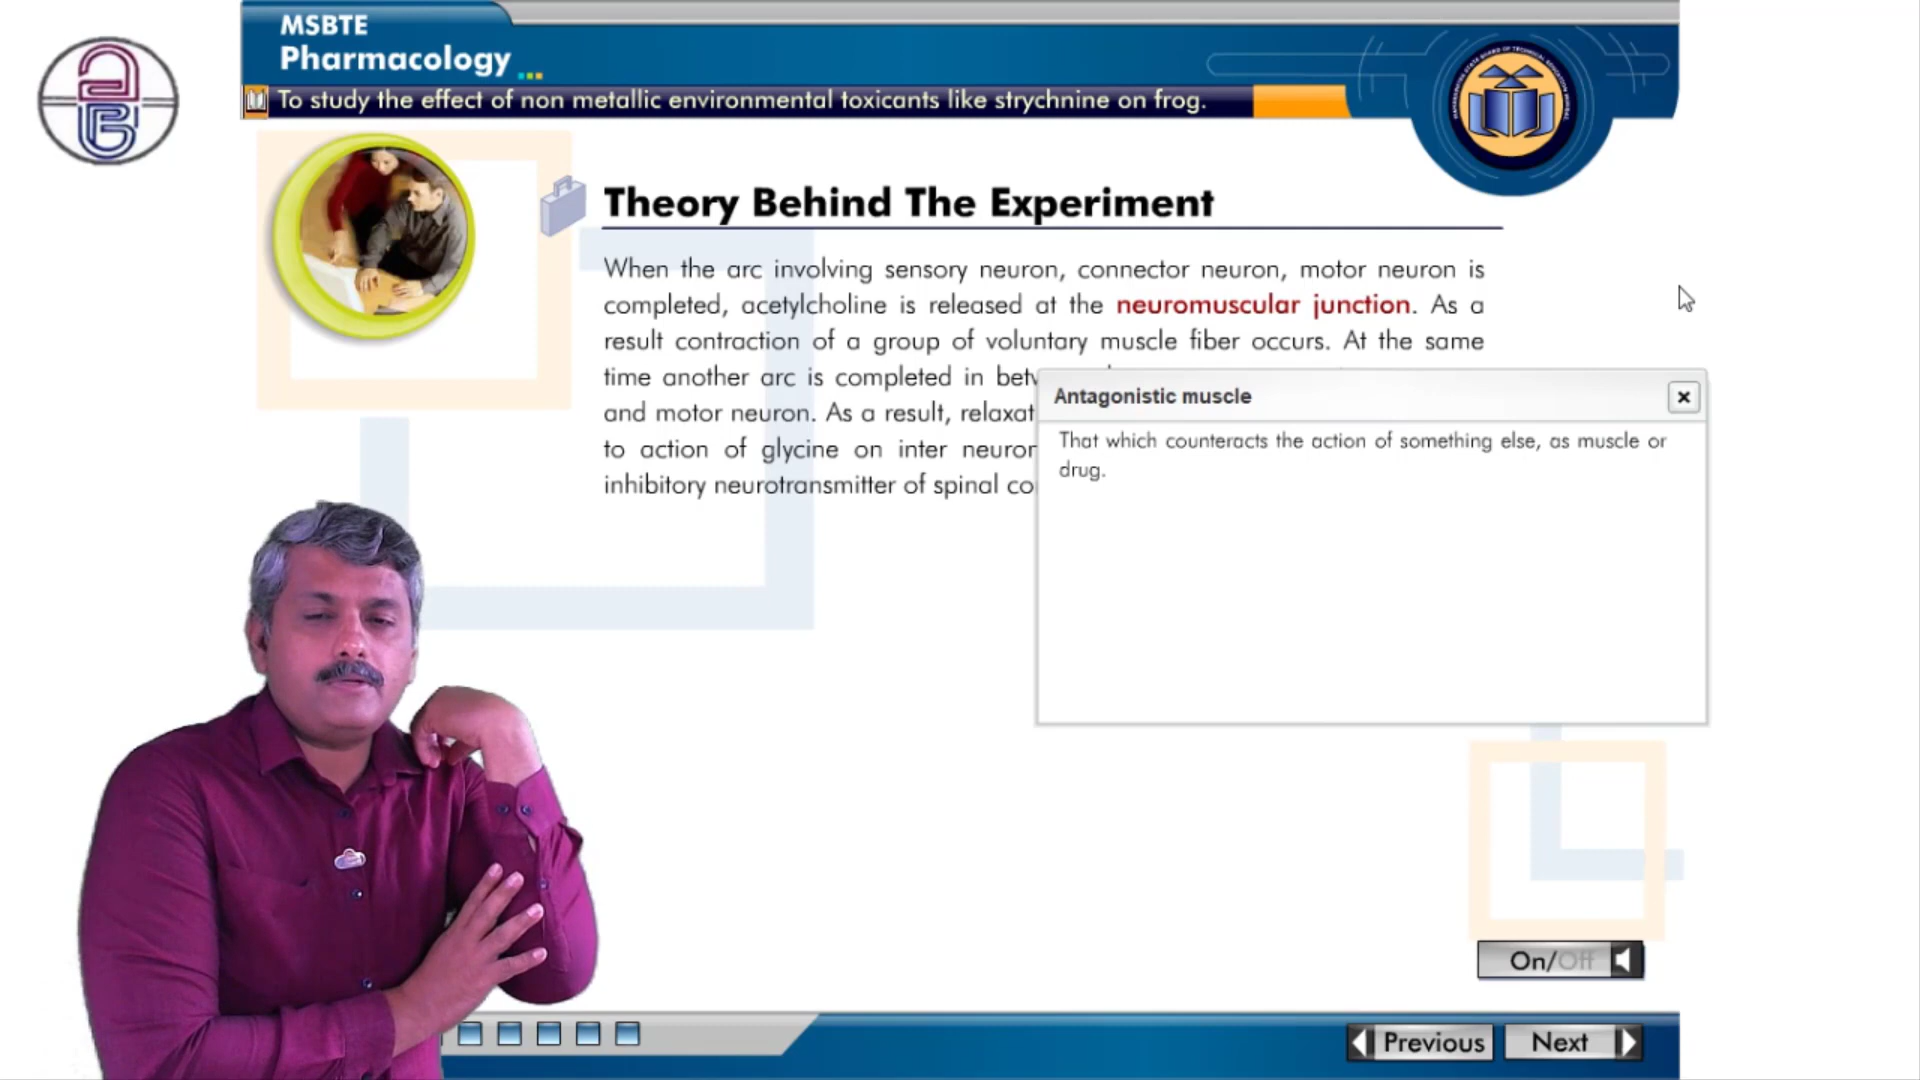 MSBTE
Pharmacology
To study the effect of non metallic environmental toxicants like strychnine on frog.
Theory Behind The Experiment
When the arc involving sensory neuron, connector neuron, motor neuron is
completed, acetylcholine is released at the neuromuscular junction. As a
result contraction of a group of voluntary muscle fiber occurs. At the same
time another arc is completed in
and motor neuron. As a result,
to action of glycine on inter
inhibitory neurotransmitter of spinal
Antagonistic muscle
That which counteracts the action of something else, as muscle or
drug.
On/Off
Previous
Next